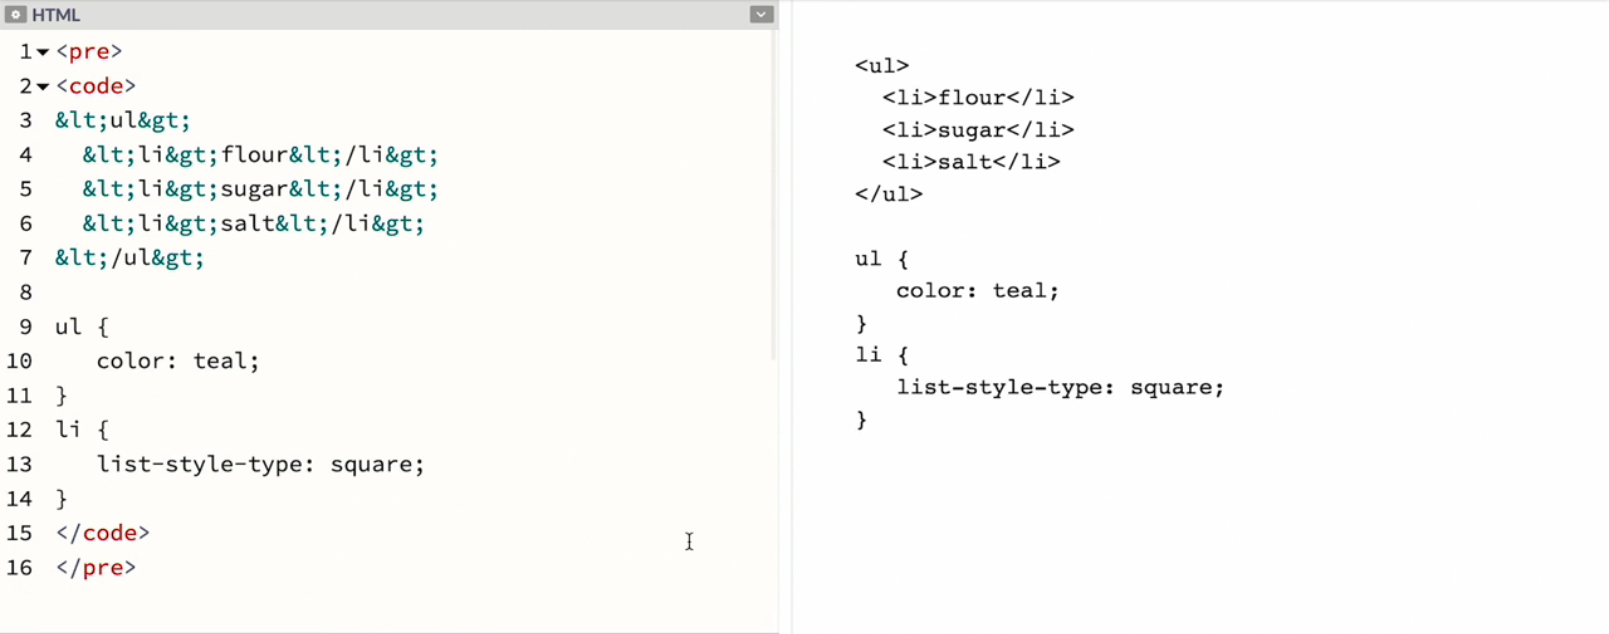 HTML
1 <pre>
2 <code>
3 &lt;ul&gt;
4   &lt;li&gt;flour&lt;/li&gt;
5   &lt;li&gt;sugar&lt;/li&gt;
6   &lt;li&gt;salt&lt;/li&gt;
7 &lt;/ul&gt;
8
9 ul {
10    color: teal;
11 }
12 li {
13    list-style-type: square;
14 }
15 </code>
16 </pre>
<ul>
  <li>flour</li>
  <li>sugar</li>
  <li>salt</li>
</ul>

ul {
   color: teal;
}
li {
   list-style-type: square;
}